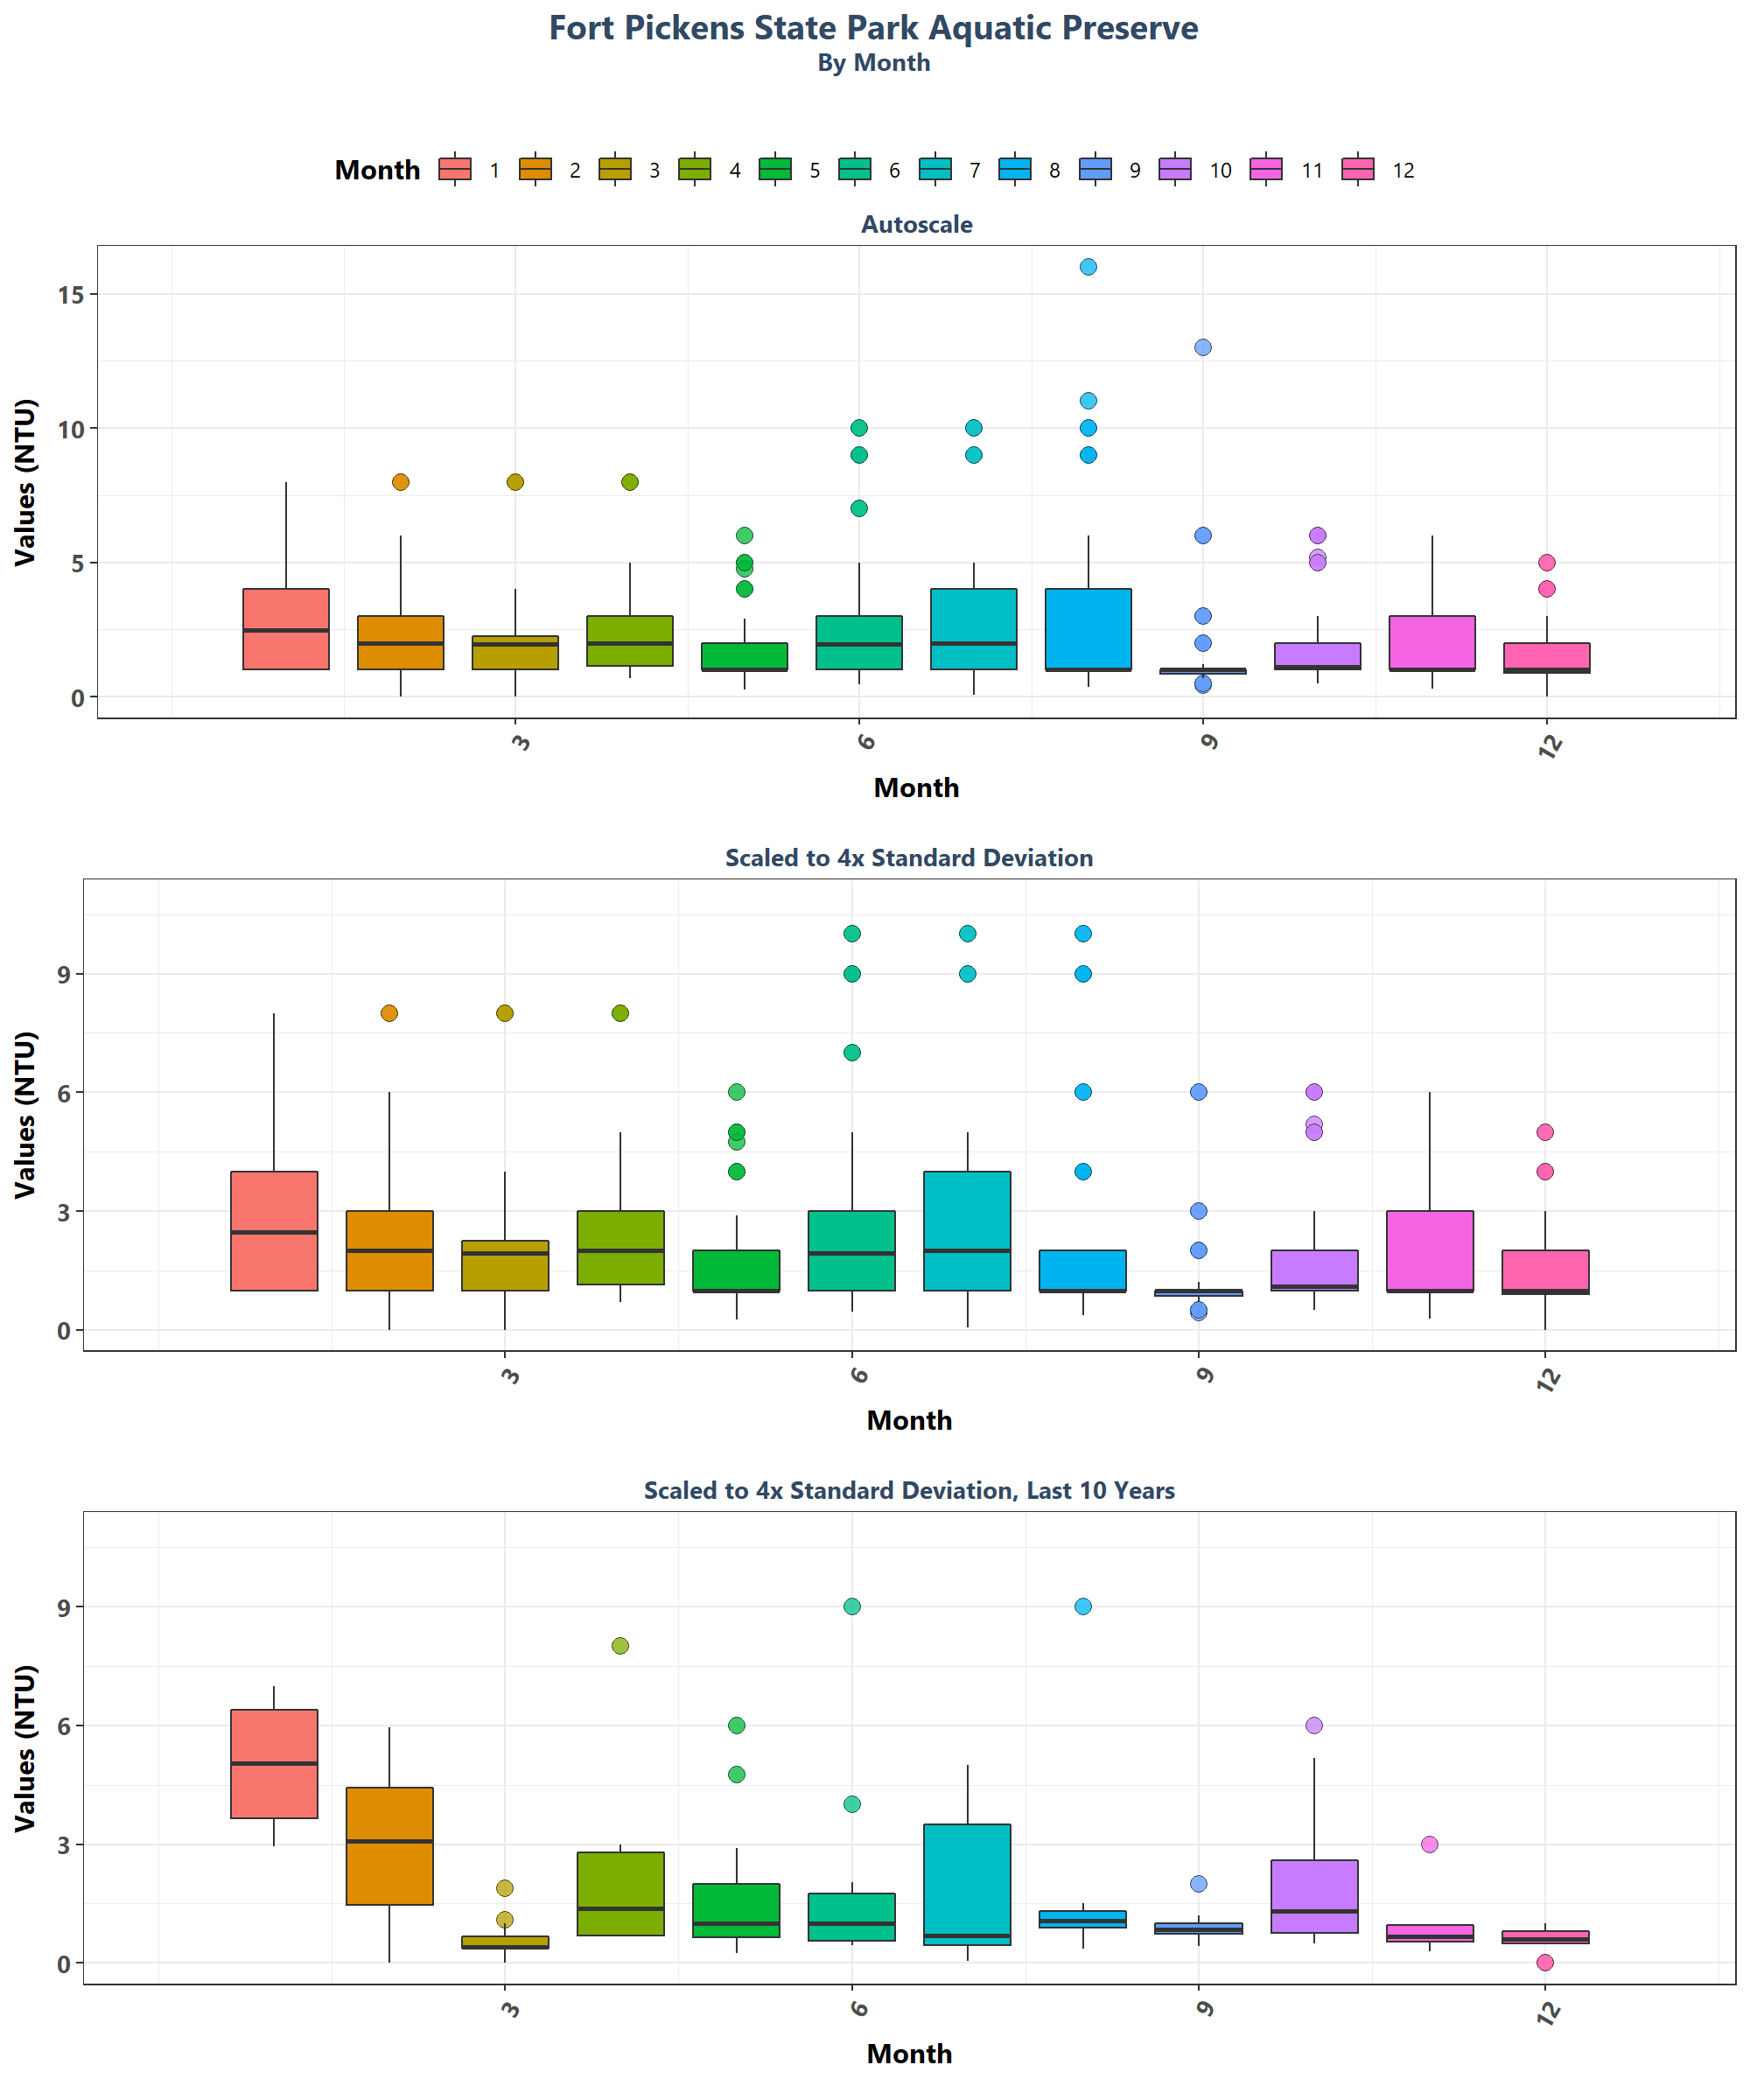 Fort Pickens State Park Aquatic Preserve
By Month
Month 1 2 3 4 5 6 7 8 9 10 11 12
Autoscale
Values (NTU)
15
10
5
0
3 6 9 12
Month
Scaled to 4x Standard Deviation
Values (NTU)
9
6
3
0
3 6 9 12
Month
Scaled to 4x Standard Deviation, Last 10 Years
Values (NTU)
9
6
3
0
3 6 9 12
Month